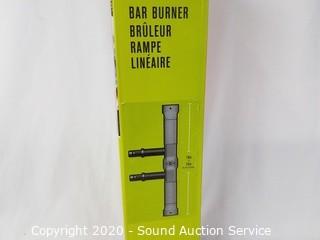 BAR BURNER
BRÛLEUR
RAMPE
LINÉAIRE
Copyright 2020 - Sound Auction Service